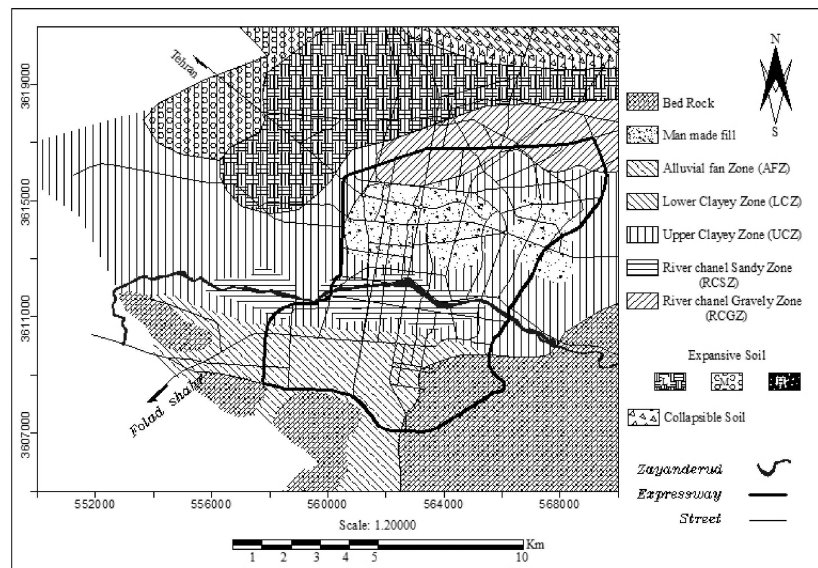 Tehran
Folad shahr
3619000
3615000
3611000
3607000
552000
556000
560000
564000
568000
Scale: 1.20000
Km
1
2
3
4
5
10
N
S
Bed Rock
Man made fill
Alluvial fan Zone (AFZ)
Lower Clayey Zone (LCZ)
Upper Clayey Zone (UCZ)
River chanel Sandy Zone
(RCSZ)
River chanel Gravely Zone
(RCGZ)
Expansive Soil
M
Collapsible Soil
Zayanderud
Expressway
Street